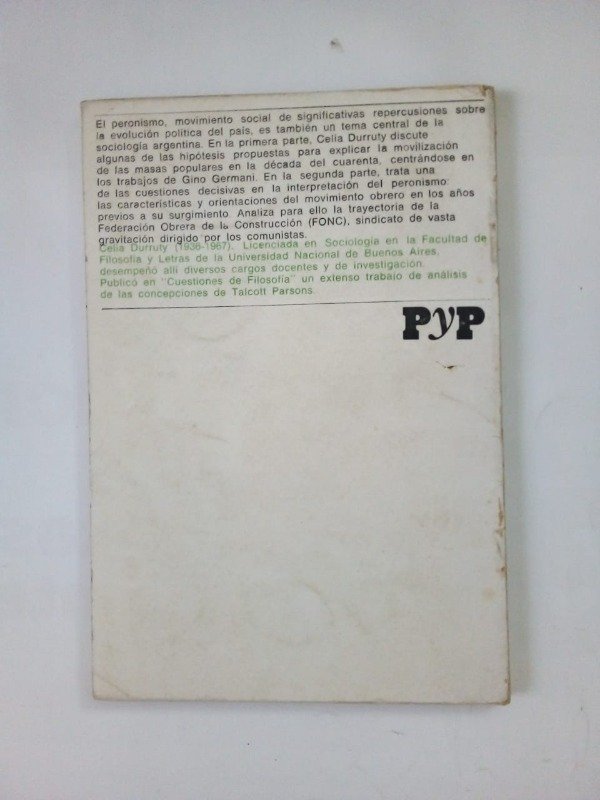 El peronismo, movimiento social de significativas repercusiones sobre
la evolución política del país, es también un tema central de la
sociología argentina. En la primera parte, Celia Durruty discute
algunas de las hipótesis propuestas para explicar la movilización
de las masas populares en la década del cuarenta, centrándose en
los trabajos de Gino Germani. En la segunda parte, trata una
de las cuestiones decisivas en la interpretación del peronismo:
las características y orientaciones del movimiento obrero en los años
previos a su surgimiento. Analiza para ello la trayectoria de la
Federación Obrera de la Construcción (FONC), sindicato de vasta
gravitación dirigido por los comunistas.
Celia Durruty (1936-1967). Licenciada en Sociología en la Facultad de
Filosofía y Letras de la Universidad Nacional de Buenos Aires,
desempeñó allí diversos cargos docentes y de investigación.
Publicó en "Cuestiones de Filosofía" un extenso trabajo de análisis
de las concepciones de Talcott Parsons.
PyP